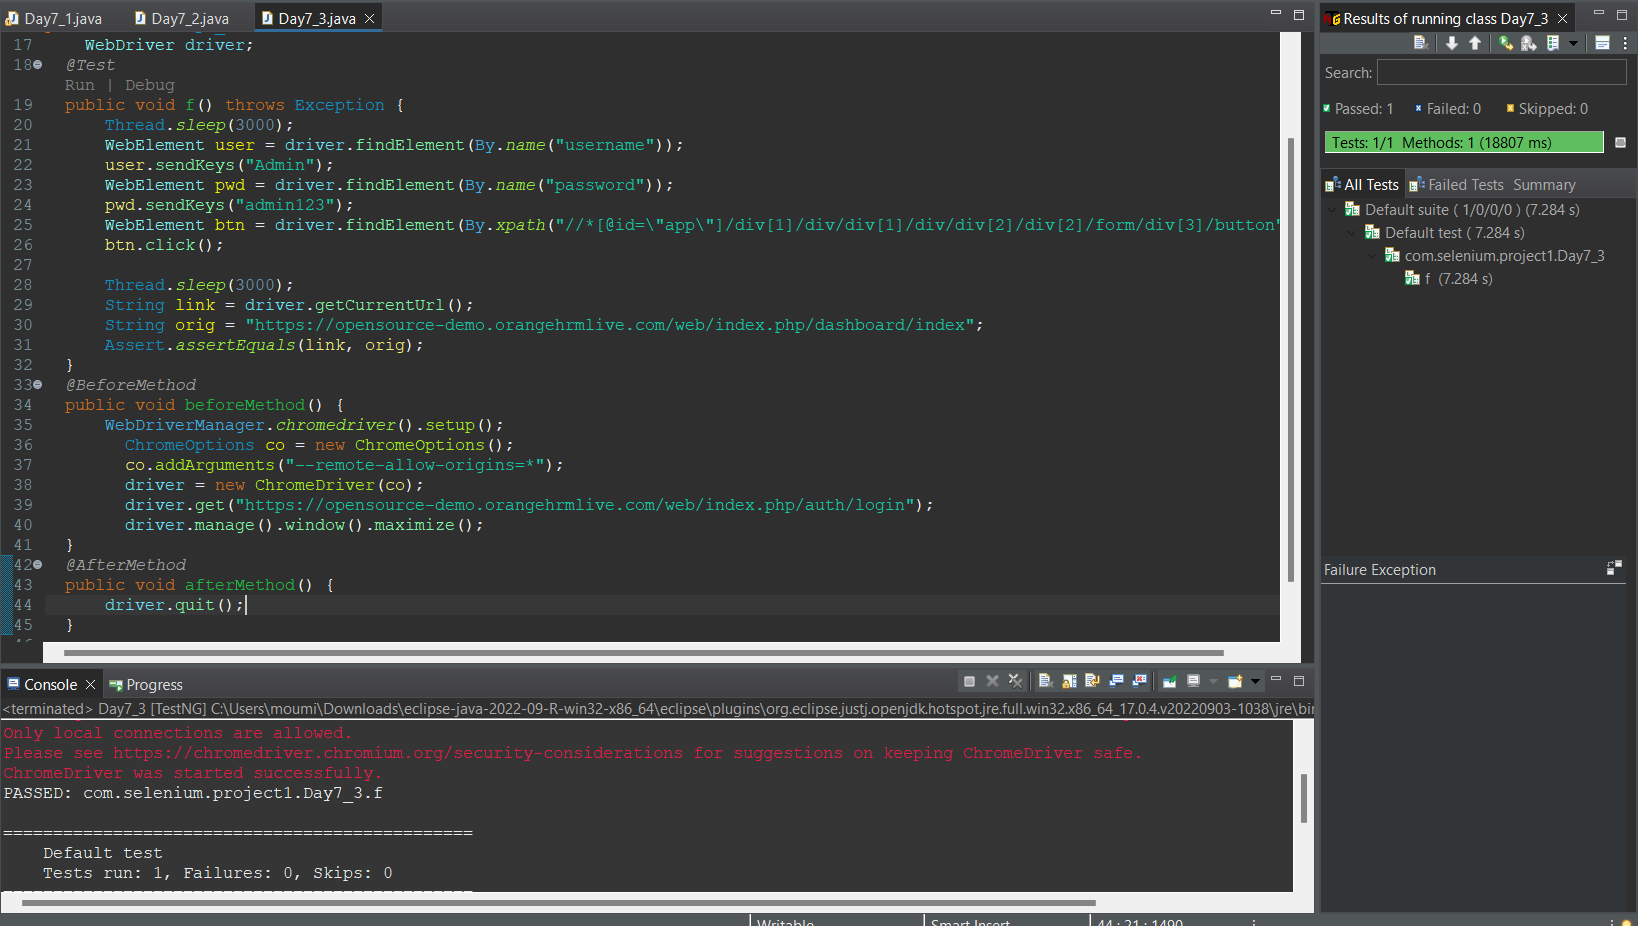 Day7_1.java Day7_2.java Day7_3.java
17 WebDriver driver;
18 @Test
Run | Debug
19 public void f() throws Exception {
20 Thread.sleep(3000);
21 WebElement user = driver.findElement(By.name("username"));
22 user.sendKeys("Admin");
23 WebElement pwd = driver.findElement(By.name("password"));
24 pwd.sendKeys("admin123");
25 WebElement btn = driver.findElement(By.xpath("//*[@id=\"app\"]/div[1]/div/div[1]/div/div[2]/div[2]/form/div[3]/button"
26 btn.click();
27
28 Thread.sleep(3000);
29 String link = driver.getCurrentUrl();
30 String orig = "https://opensource-demo.orangehrmlive.com/web/index.php/dashboard/index";
31 Assert.assertEquals(link, orig);
32 }
33 @BeforeMethod
34 public void beforeMethod() {
35 WebDriverManager.chromedriver().setup();
36 ChromeOptions co = new ChromeOptions();
37 co.addArguments("--remote-allow-origins=*");
38 driver = new ChromeDriver(co);
39 driver.get("https://opensource-demo.orangehrmlive.com/web/index.php/auth/login");
40 driver.manage().window().maximize();
41 }
42 @AfterMethod
43 public void afterMethod() {
44 driver.quit();
45 }
Console Progress
<terminated> Day7_3 [TestNG] C:\Users\moumi\Downloads\eclipse-java-2022-09-R-win32-x86_64\eclipse\plugins\org.eclipse.justj.openjdk.hotspot.jre.full.win32.x86_64_17.0.4.v20220903-1038\jre\bin
Only local connections are allowed.
Please see https://chromedriver.chromium.org/security-considerations for suggestions on keeping ChromeDriver safe.
ChromeDriver was started successfully.
PASSED: com.selenium.project1.Day7_3.f
===============================================
Default test
Tests run: 1, Failures: 0, Skips: 0
===============================================
Writable Smart Insert 44 : 21 : 1490
Results of running class Day7_3
Search:
Passed: 1 Failed: 0 Skipped: 0
Tests: 1/1 Methods: 1 (18807 ms)
All Tests Failed Tests Summary
Default suite ( 1/0/0/0 ) (7.284 s)
Default test ( 7.284 s)
com.selenium.project1.Day7_3
f (7.284 s)
Failure Exception